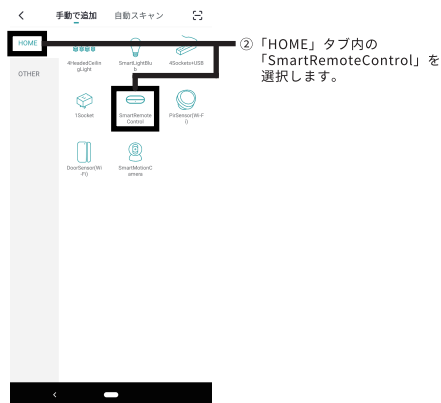 手動で追加 自動スキャン
HOME
OTHER
4HeadedCeilin
gLight
SmartLightBlu
b
4Sockets+USB
1Socket
SmartRemote
Control
PirSensor(Wi-F
i)
DoorSensor(Wi
-Fi)
SmartMotionC
amera
②「HOME」タブ内の
「SmartRemoteControl」を
選択します。